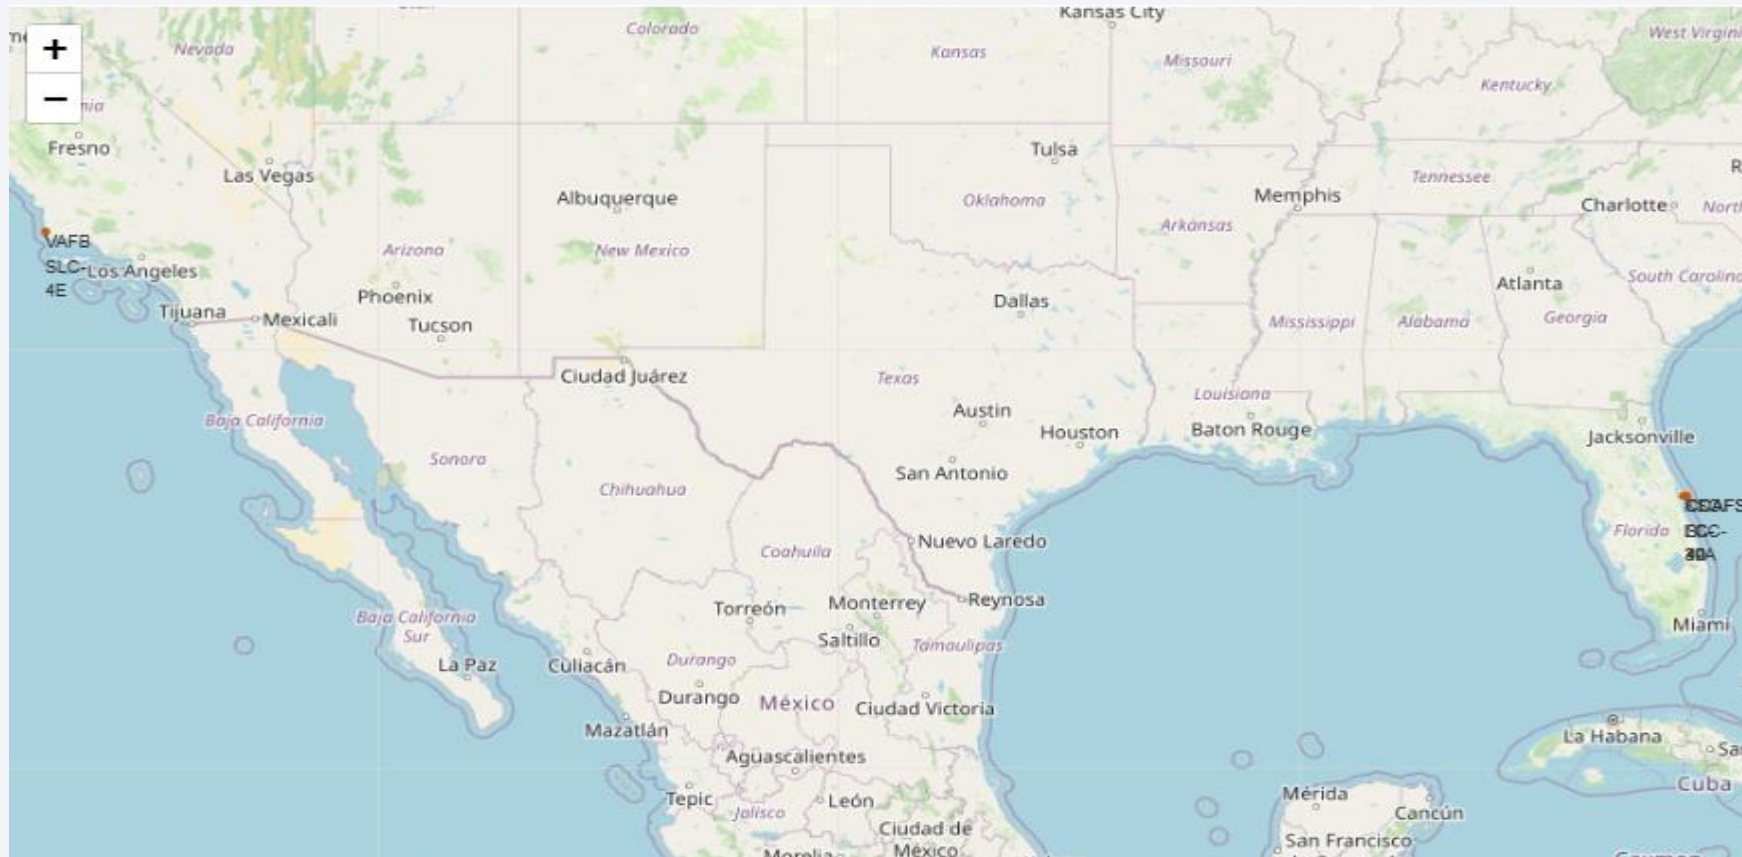 Kansas City
Colorado
Nevada
Kansas
West Virgini
+
Missouri
Kentucky
−
nia
Fresno
Tulsa
Las Vegas
Tennessee
Albuquerque
Memphis
Oklahoma
Charlotte
North
Arkansas
VAFB
Arizona
New Mexico
SLC-
Los Angeles
South Carolina
4E
Atlanta
Phoenix
Dallas
Tijuana
Mexicali
Tucson
Mississippi
Alabama
Georgia
Ciudad Juárez
Texas
Louisiana
Austin
Baja California
Houston
Baton Rouge
Jacksonville
Sonora
San Antonio
Chihuahua
Florida
Nuevo Laredo
Coahuila
Reynosa
Torreón
Monterrey
Baja California
Sur
Miami
Saltillo
Tamaulipas
La Paz
Culiacán
Durango
Durango
México
Ciudad Victoria
Mazatlán
La Habana
Aguascalientes
Cuba
Mérida
Tepic
León
Jalisco
Cancún
Ciudad de
México
San Francisco
Morelia